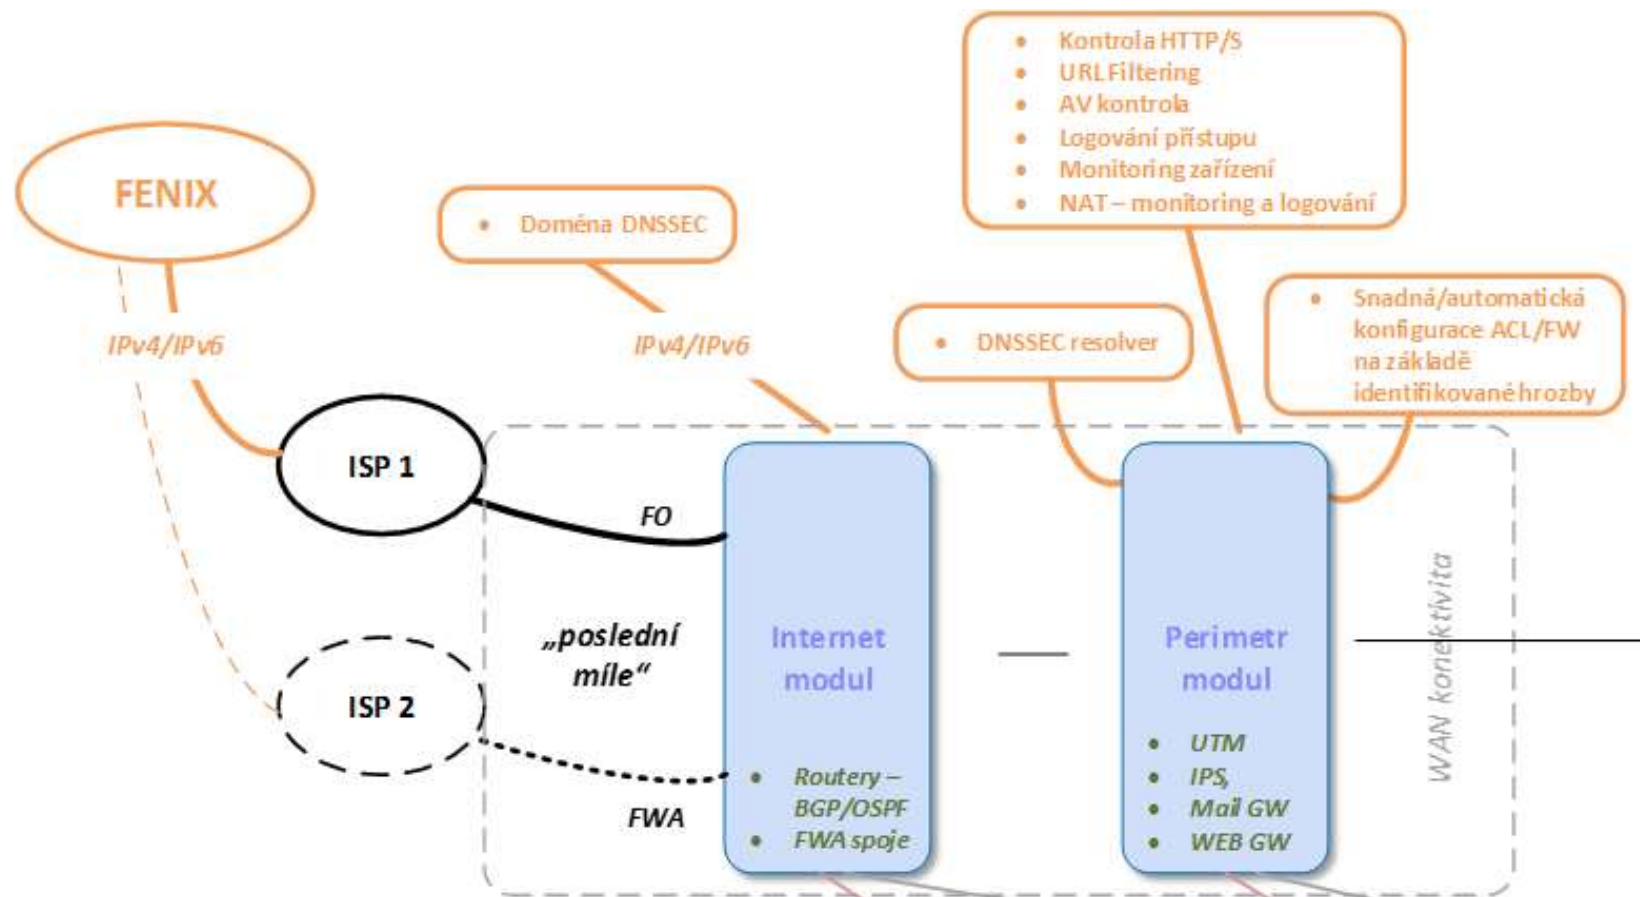 • Kontrola HTTP/S
• URL Filtering
• AV kontrola
• Logování přístupu
• Monitoring zařízení
• NAT – monitoring a logování
FENIX
• Doména DNSSEC
• Snadná/automatická
konfigurace ACL/FW
na základě
identifikované hrozby
• DNSSEC resolver
IPv4/IPv6
IPv4/IPv6
ISP 1
FO
„poslední
míle“
ISP 2
FWA
Internet
modul
• Routery –
BGP/OSPF
• FWA spoje
Perimetr
modul
• UTM
• IPS,
• Mail GW
• WEB GW
WAN konektivita